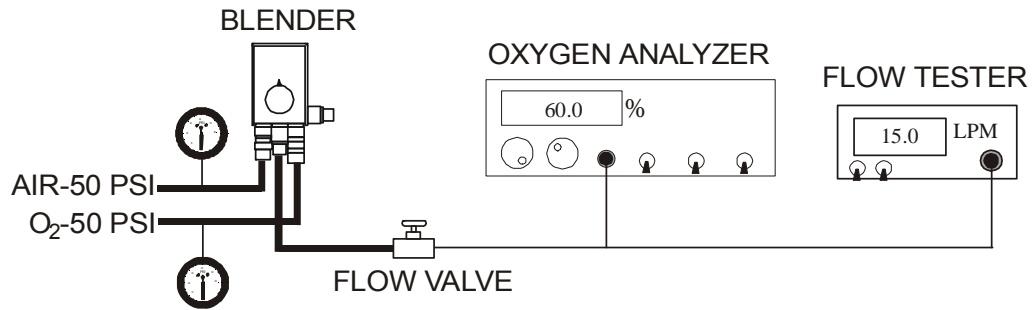 BLENDER
OXYGEN ANALYZER
FLOW TESTER
60.0 %
15.0 LPM
AIR-50 PSI
O₂-50 PSI
FLOW VALVE